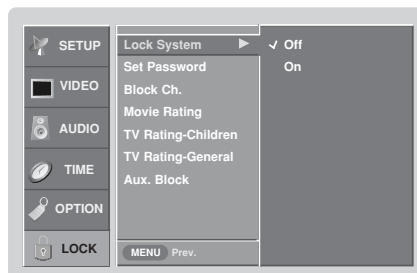 SETUP
VIDEO
AUDIO
TIME
OPTION
LOCK
Lock System
Set Password
Block Ch.
Movie Rating
TV Rating-Children
TV Rating-General
Aux. Block
MENU Prev.
Off
On